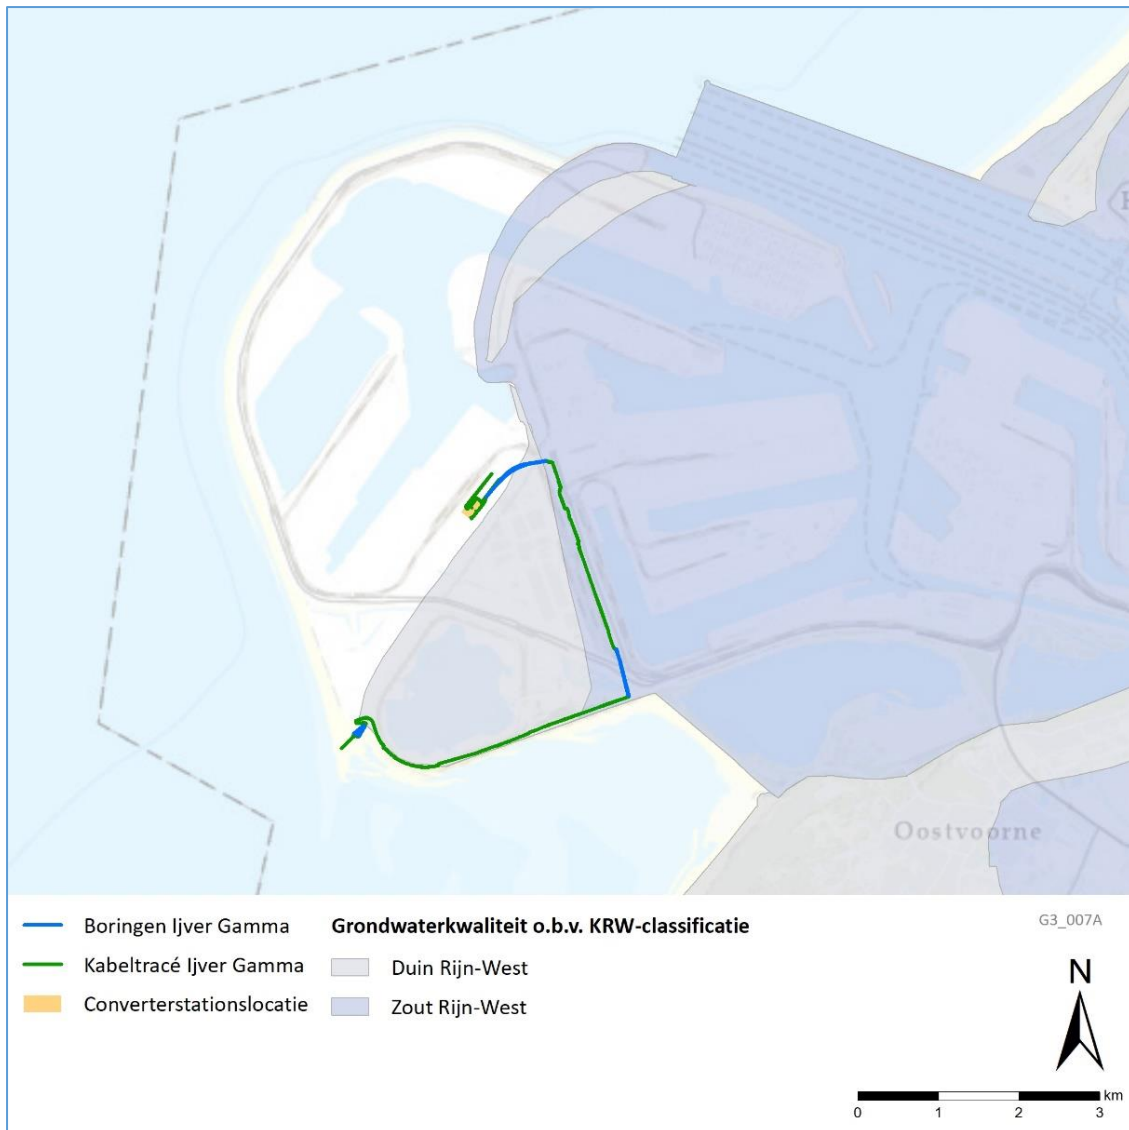 Oostvoorne
Boringen Ijver Gamma
Kabeltracé Ijver Gamma
Converterstationslocatie
Grondwaterkwaliteit o.b.v. KRW-classificatie
Duin Rijn-West
Zout Rijn-West
G3_007A
N
km
0 1 2 3